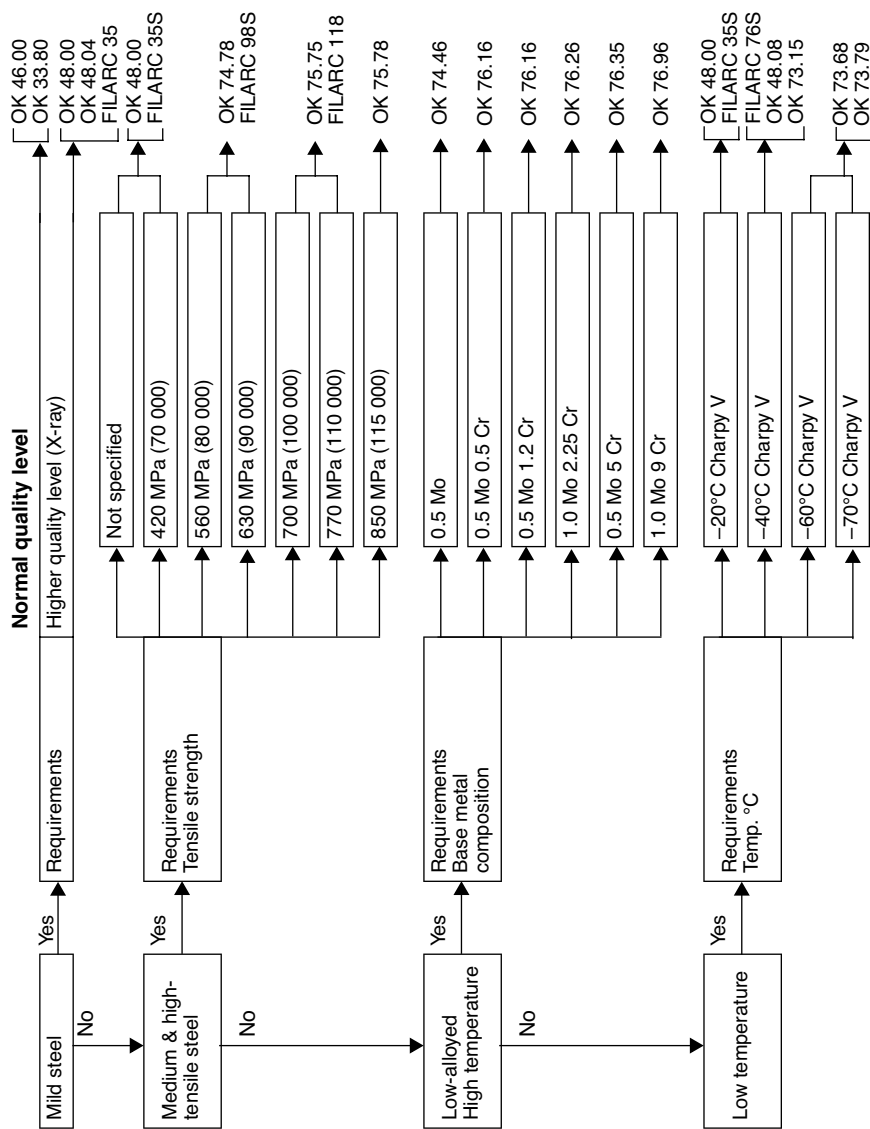 Normal quality level
Mild steel
Yes
Requirements
Higher quality level (X-ray)
OK 46.00
OK 33.80
OK 48.00
OK 48.04
FILARC 35
No
Medium & high-
tensile steel
Yes
Requirements
Tensile strength
Not specified
420 MPa (70 000)
OK 48.00
FILARC 35S
560 MPa (80 000)
630 MPa (90 000)
OK 74.78
FILARC 98S
700 MPa (100 000)
770 MPa (110 000)
OK 75.75
FILARC 118
850 MPa (115 000)
OK 75.78
No
Low-alloyed
High temperature
Yes
Requirements
Base metal
composition
0.5 Mo
OK 74.46
0.5 Mo 0.5 Cr
OK 76.16
0.5 Mo 1.2 Cr
OK 76.16
1.0 Mo 2.25 Cr
OK 76.26
0.5 Mo 5 Cr
OK 76.35
1.0 Mo 9 Cr
OK 76.96
No
Low temperature
Yes
Requirements
Temp. °C
–20°C Charpy V
OK 48.00
FILARC 35S
–40°C Charpy V
FILARC 76S
OK 48.08
OK 73.15
–60°C Charpy V
–70°C Charpy V
OK 73.68
OK 73.79